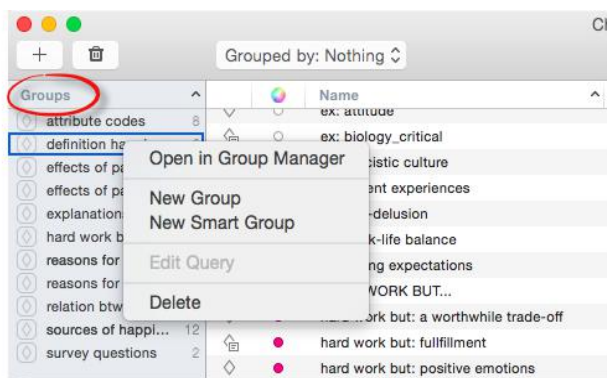 Ch
Grouped by: Nothing
Groups
Name
attribute codes 8
ex: attitude
definition ha
ex: biology_critical
effects of pa
istic culture
effects of pa
nt experiences
explanation
-delusion
hard work b
k-life balance
reasons for
ng expectations
reasons for
WORK BUT...
relation btw
hard work but: a worthwhile trade-off
sources of happi... 12
hard work but: fullfillment
survey questions 2
hard work but: positive emotions
Open in Group Manager
New Group
New Smart Group
Edit Query
Delete